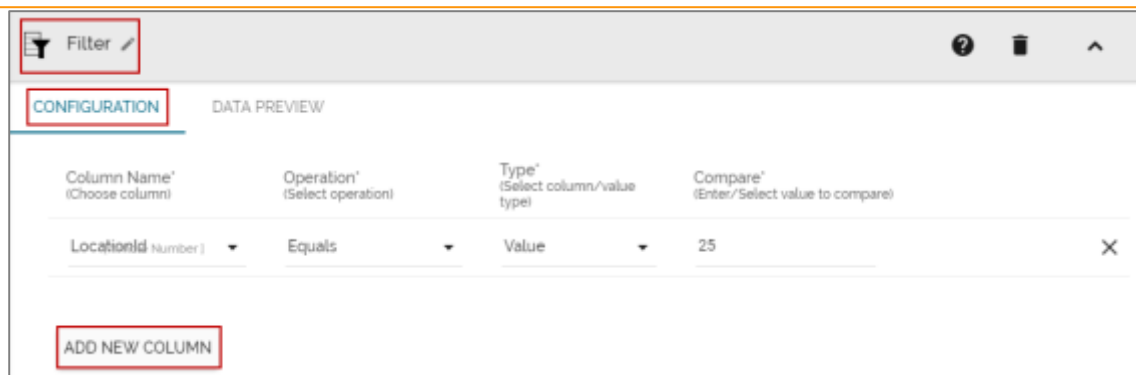 Filter
CONFIGURATION DATA PREVIEW
Column Name* Operation* Type* Compare*
(Choose column) (Select operation) (Select column/value type) (Enter/Select value to compare)
LocationId Number ] Equals Value 25
ADD NEW COLUMN